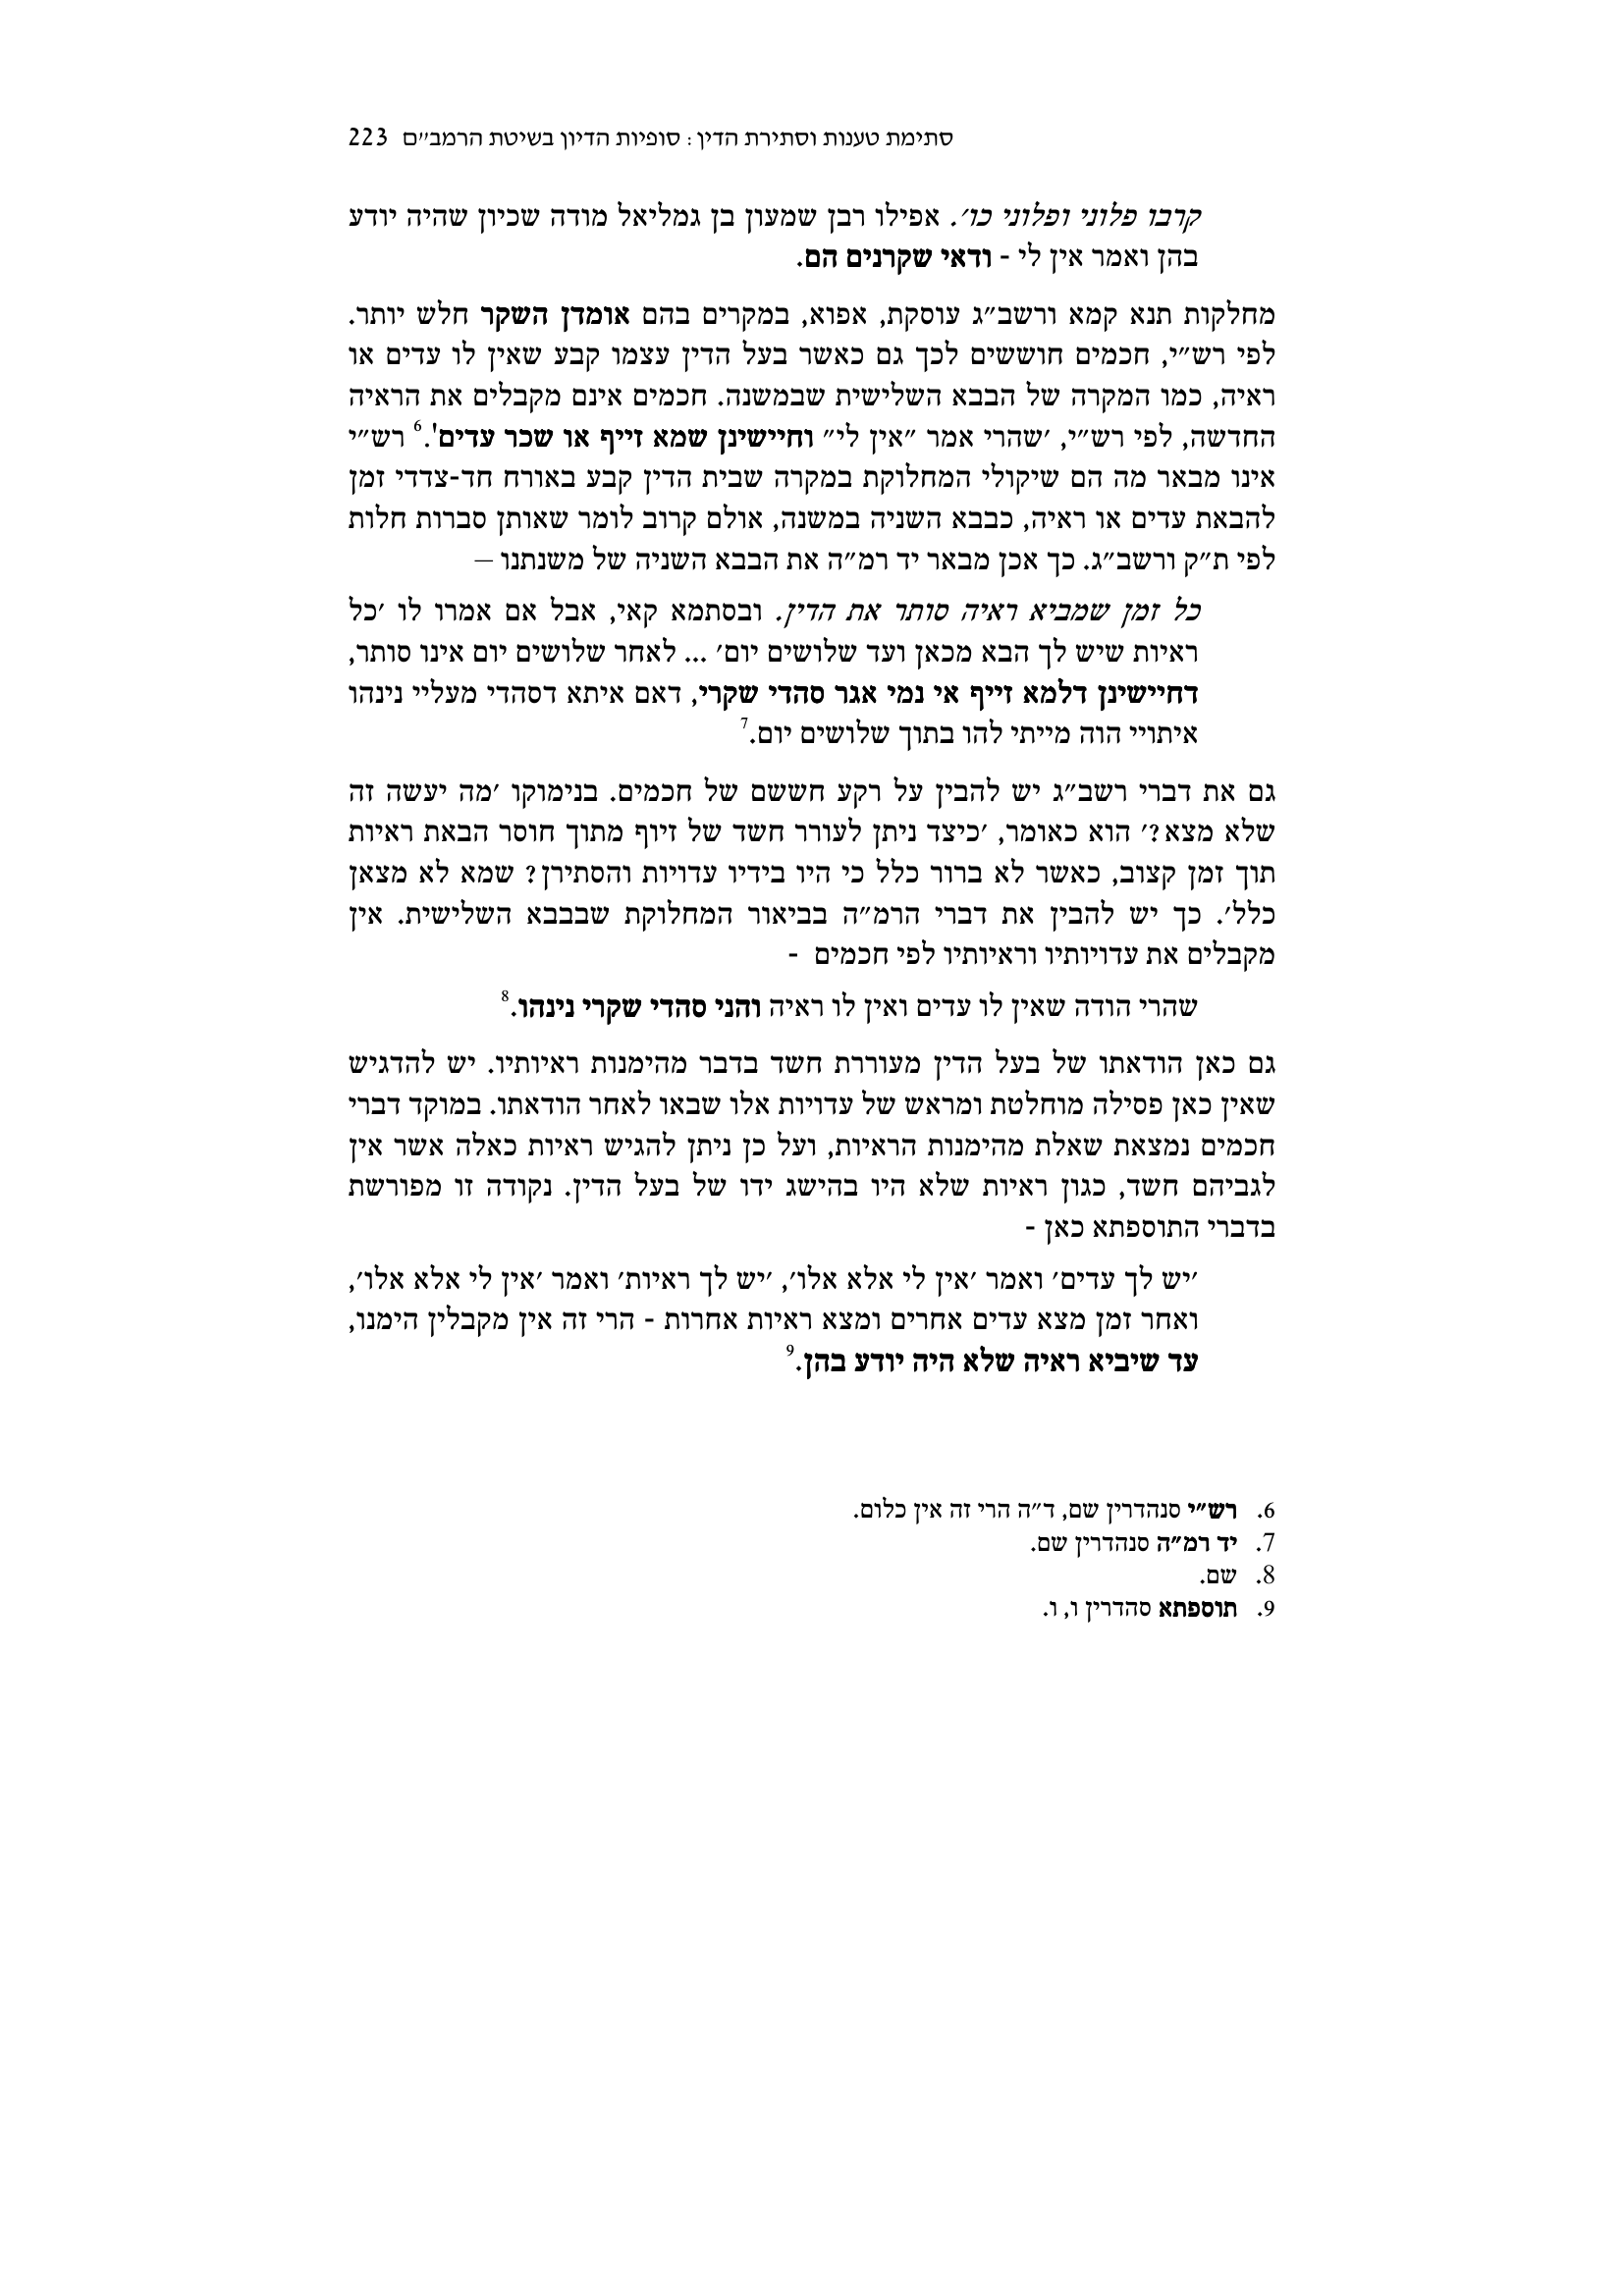 סתימת טענות וסתירת הדין: סופיות הדיון בשיטת הרמב״ם 223
קרבו פלוני ופלוני כו׳. אפילו רבן שמעון בן גמליאל מודה שכיון שהיה יודע
בהן ואמר אין לי - ודאי שקרנים הם.
מחלקות תנא קמא ורשב״ג עוסקת, אפוא, במקרים בהם אומדן השקר חלש יותר.
לפי רש״י, חכמים חוששים לכך גם כאשר בעל הדין עצמו קבע שאין לו עדים או
ראיה, כמו המקרה של הבבא השלישית שבמשנה. חכמים אינם מקבלים את הראיה
החדשה, לפי רש״י, ׳שהרי אמר ״אין לי״ וחיישינן שמא זייף או שכר עדים'.6 רש״י
אינו מבאר מה הם שיקולי המחלוקת במקרה שבית הדין קבע באורח חד-צדדי זמן
להבאת עדים או ראיה, כבבא השניה במשנה, אולם קרוב לומר שאותן סברות חלות
לפי ת״ק ורשב״ג. כך אכן מבאר יד רמ״ה את הבבא השניה של משנתנו –
כל זמן שמביא ראיה סותר את הדין. ובסתמא קאי, אבל אם אמרו לו ׳כל
ראיות שיש לך הבא מכאן ועד שלושים יום׳ ... לאחר שלושים יום אינו סותר,
דחיישינן דלמא זייף אי נמי אגר סהדי שקרי, דאם איתא דסהדי מעליי נינהו
איתויי הוה מייתי להו בתוך שלושים יום.7
גם את דברי רשב״ג יש להבין על רקע חששם של חכמים. בנימוקו ׳מה יעשה זה
שלא מצא?׳ הוא כאומר, ׳כיצד ניתן לעורר חשד של זיוף מתוך חוסר הבאת ראיות
תוך זמן קצוב, כאשר לא ברור כלל כי היו בידיו עדויות והסתירן? שמא לא מצאן
כלל׳. כך יש להבין את דברי הרמ״ה בביאור המחלוקת שבבבא השלישית. אין
מקבלים את עדויותיו וראיותיו לפי חכמים -
שהרי הודה שאין לו עדים ואין לו ראיה והני סהדי שקרי נינהו.8
גם כאן הודאתו של בעל הדין מעוררת חשד בדבר מהימנות ראיותיו. יש להדגיש
שאין כאן פסילה מוחלטת ומראש של עדויות אלו שבאו לאחר הודאתו. במוקד דברי
חכמים נמצאת שאלת מהימנות הראיות, ועל כן ניתן להגיש ראיות כאלה אשר אין
לגביהם חשד, כגון ראיות שלא היו בהישג ידו של בעל הדין. נקודה זו מפורשת
בדברי התוספתא כאן -
׳יש לך עדים׳ ואמר ׳אין לי אלא אלו׳, ׳יש לך ראיות׳ ואמר ׳אין לי אלא אלו׳,
ואחר זמן מצא עדים אחרים ומצא ראיות אחרות - הרי זה אין מקבלין הימנו,
עד שיביא ראיה שלא היה יודע בהן.9
6. רש״י סנהדרין שם, ד״ה הרי זה אין כלום.
7. יד רמ״ה סנהדרין שם.
8. שם.
9. תוספתא סהדרין ו, ו.